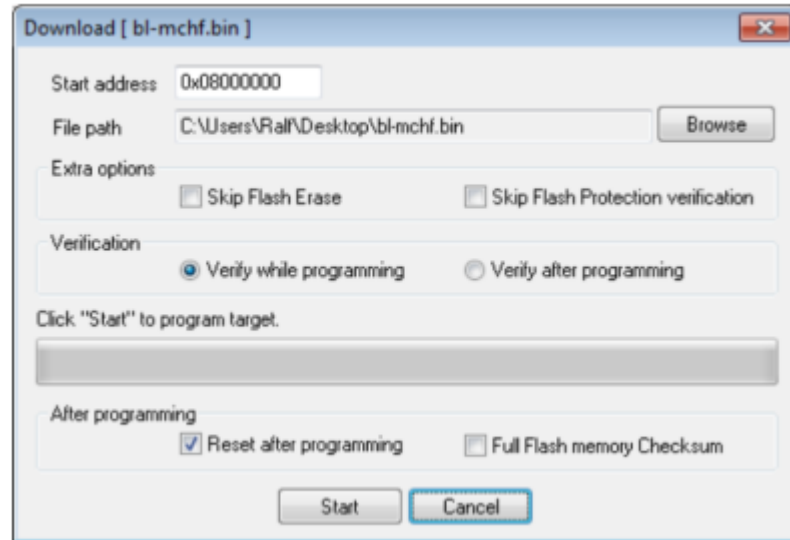 Download [ bl-mchf.bin ]
Start address 0x08000000
File path C:\Users\Ralf\Desktop\bl-mchf.bin Browse
Extra options
Skip Flash Erase Skip Flash Protection verification
Verification
Verify while programming Verify after programming
Click "Start" to program target.
After programming
Reset after programming Full Flash memory Checksum
Start Cancel